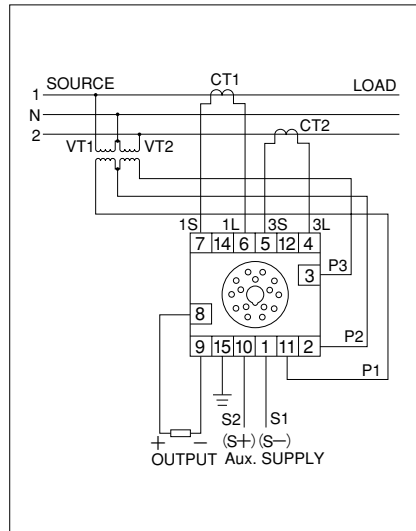 SOURCE CT1 LOAD
1
N
2 CT2
VT1 VT2
1S 1L 3S 3L
7 14 6 5 12 4
3 P3
8
9 15 10 1 11 2 P2
P1
S2 S1
+ − (S+) (S−)
OUTPUT Aux. SUPPLY